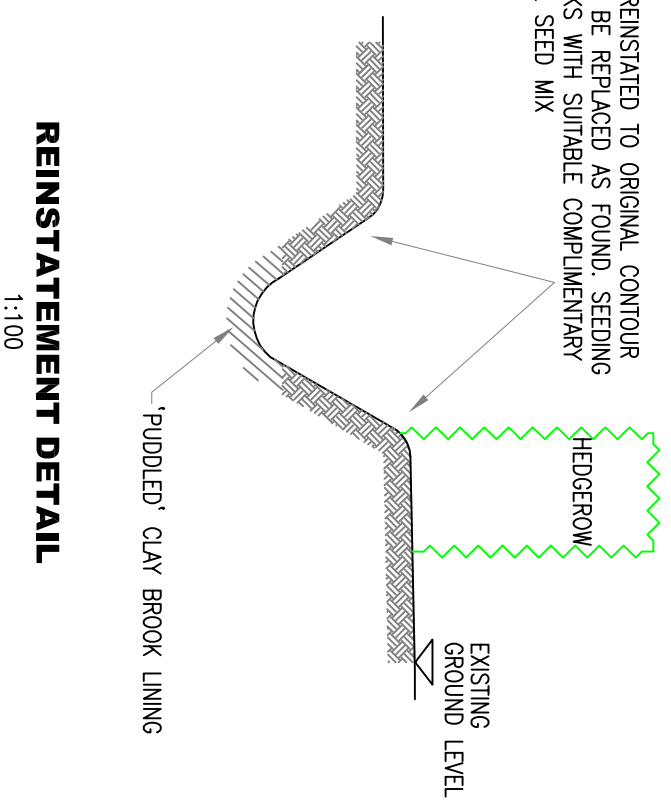 REINSTATED TO ORIGINAL CONTOUR
BE REPLACED AS FOUND. SEEDING
WITH SUITABLE COMPLIMENTARY
SEED MIX
HEDGEROW
EXISTING
GROUND LEVEL
'PUDDLED' CLAY BROOK LINING
REINSTATEMENT DETAIL
1:100